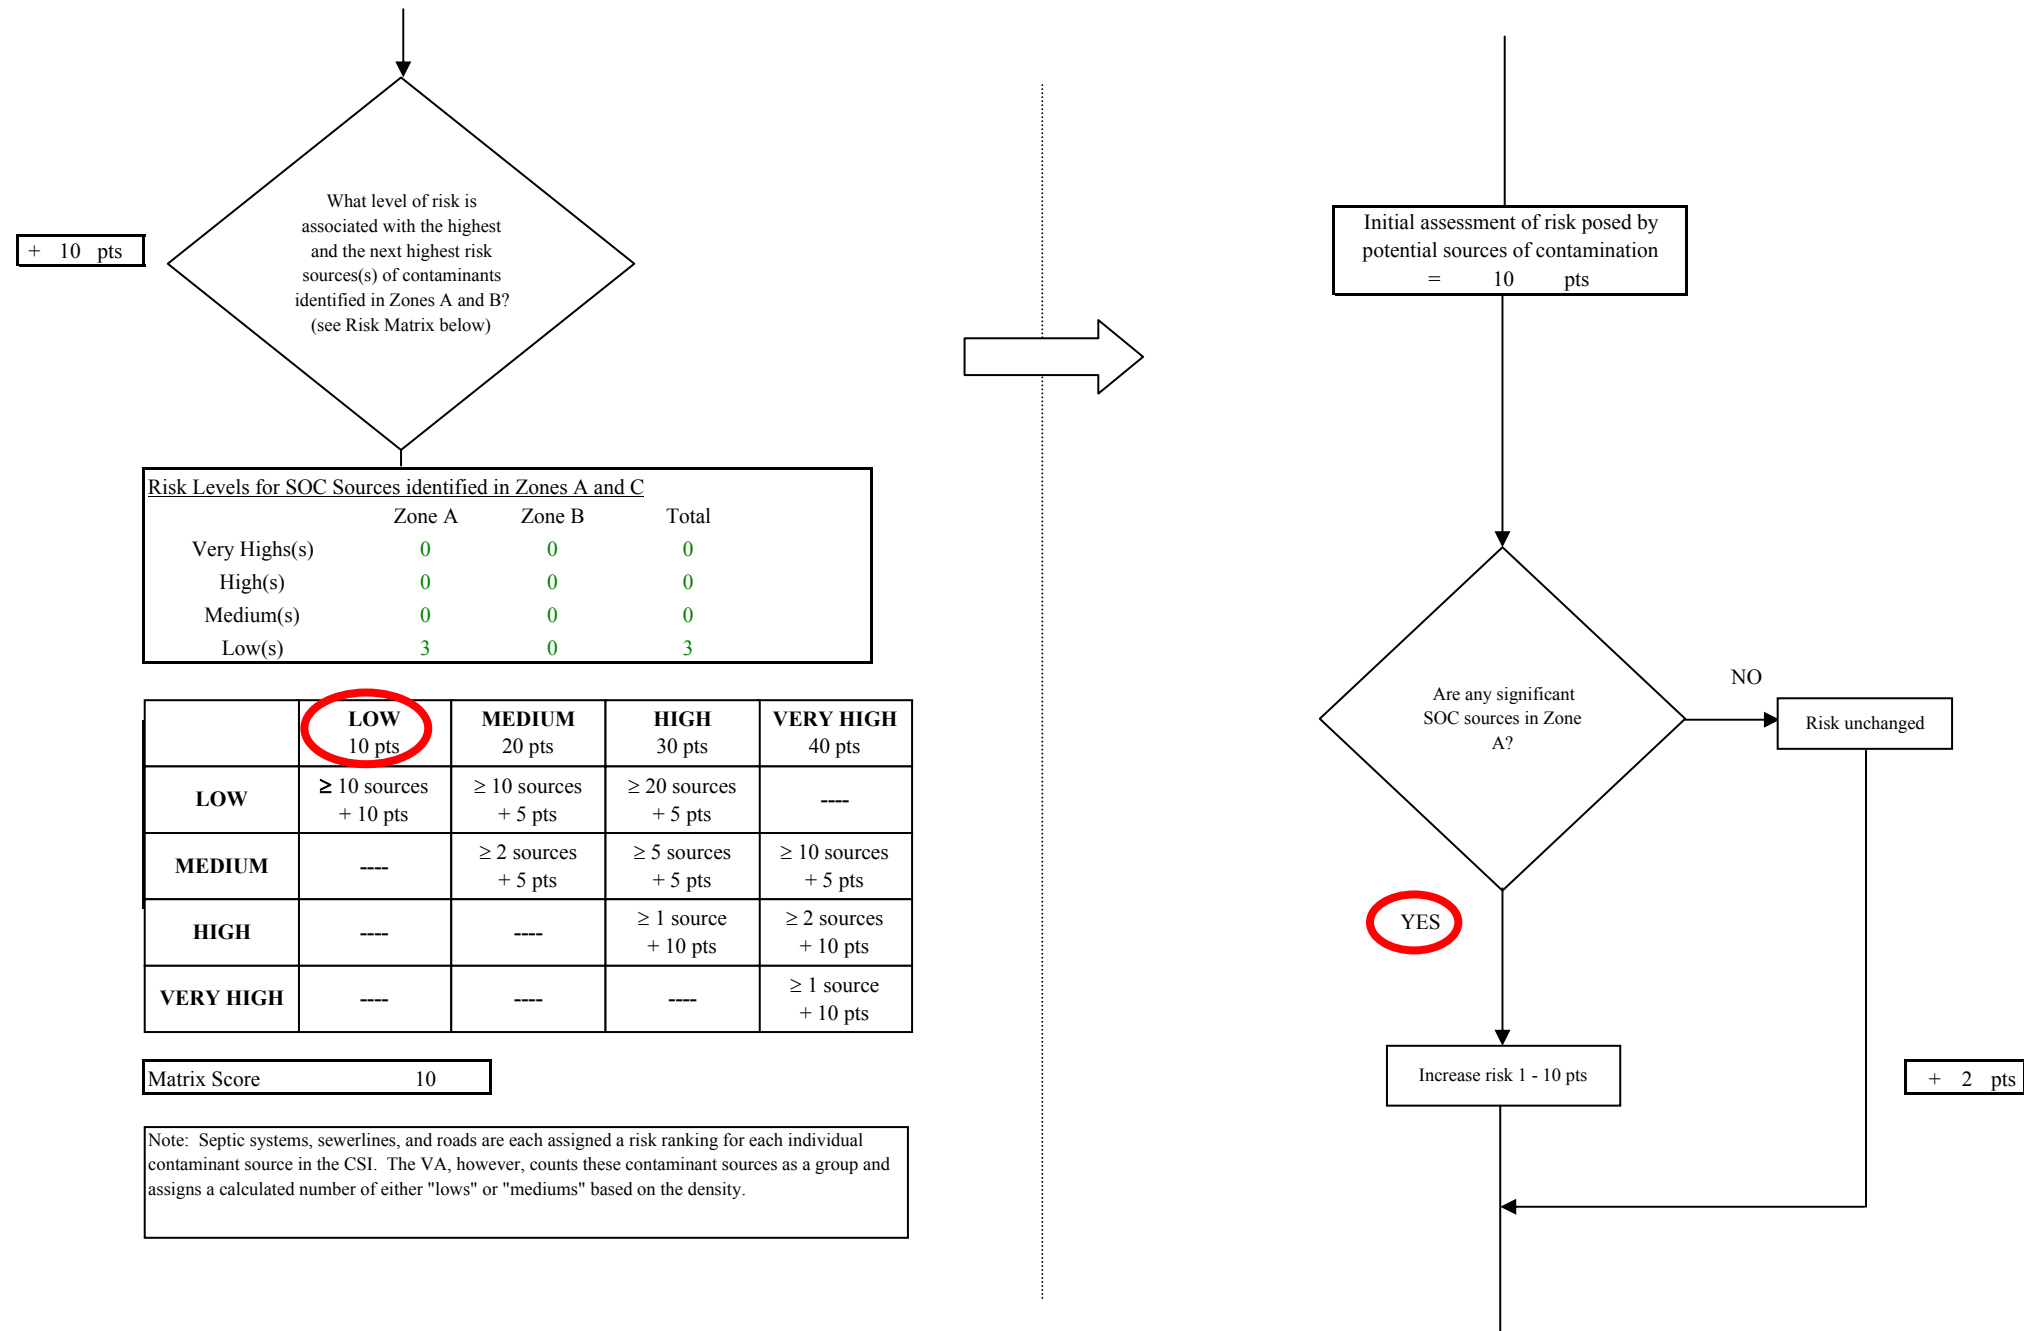 What level of risk is
associated with the highest
and the next highest risk
sources(s) of contaminants
identified in Zones A and B?
(see Risk Matrix below)
+ 10 pts
Risk Levels for SOC Sources identified in Zones A and C
Zone A Zone B Total
Very Highs(s) 0 0 0
High(s) 0 0 0
Medium(s) 0 0 0
Low(s) 3 0 3
LOW MEDIUM HIGH VERY HIGH
10 pts 20 pts 30 pts 40 pts
LOW ≥ 10 sources ≥ 10 sources ≥ 20 sources ----
+ 10 pts + 5 pts + 5 pts
MEDIUM ---- ≥ 2 sources ≥ 5 sources ≥ 10 sources
+ 5 pts + 5 pts + 5 pts
HIGH ---- ---- ≥ 1 source ≥ 2 sources
+ 10 pts + 10 pts
VERY HIGH ---- ---- ---- ≥ 1 source
+ 10 pts
Matrix Score 10
Note: Septic systems, sewerlines, and roads are each assigned a risk ranking for each individual
contaminant source in the CSI. The VA, however, counts these contaminant sources as a group and
assigns a calculated number of either "lows" or "mediums" based on the density.
Initial assessment of risk posed by
potential sources of contamination
= 10 pts
Are any significant
SOC sources in Zone
A?
NO
Risk unchanged
YES
Increase risk 1 - 10 pts
+ 2 pts